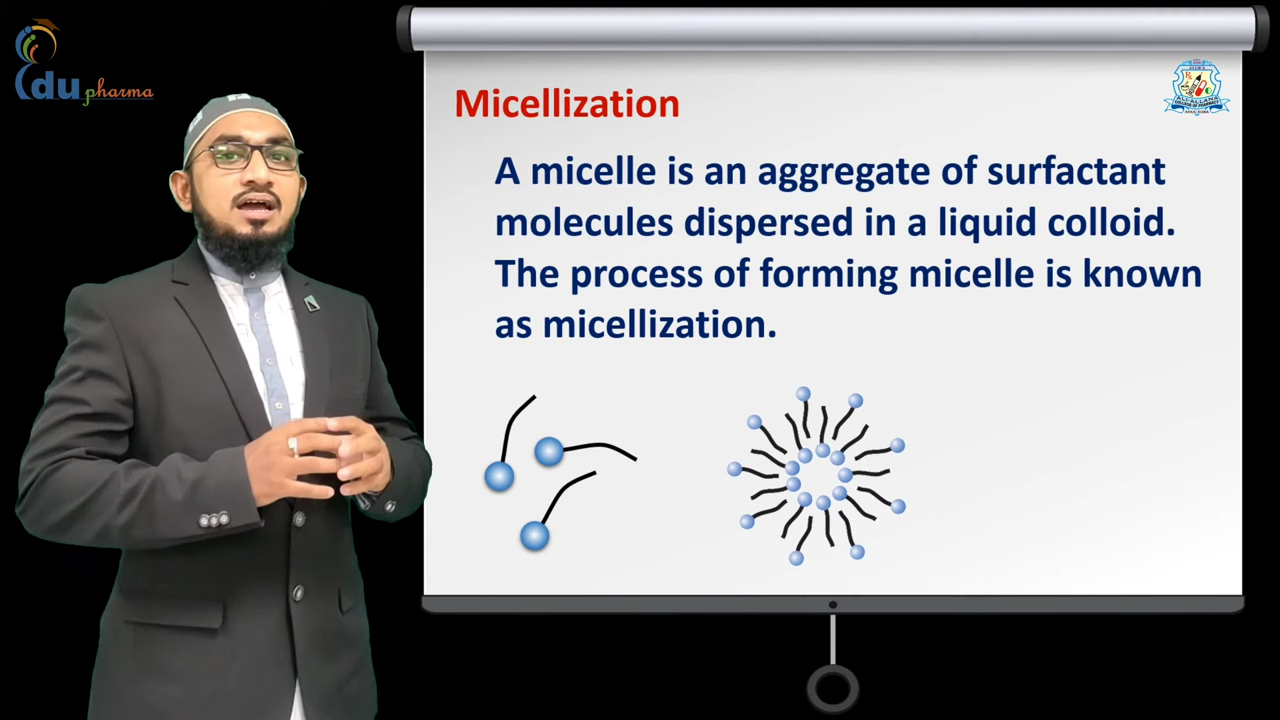 du pharma
Micellization
A micelle is an aggregate of surfactant
molecules dispersed in a liquid colloid.
The process of forming micelle is known
as micellization.